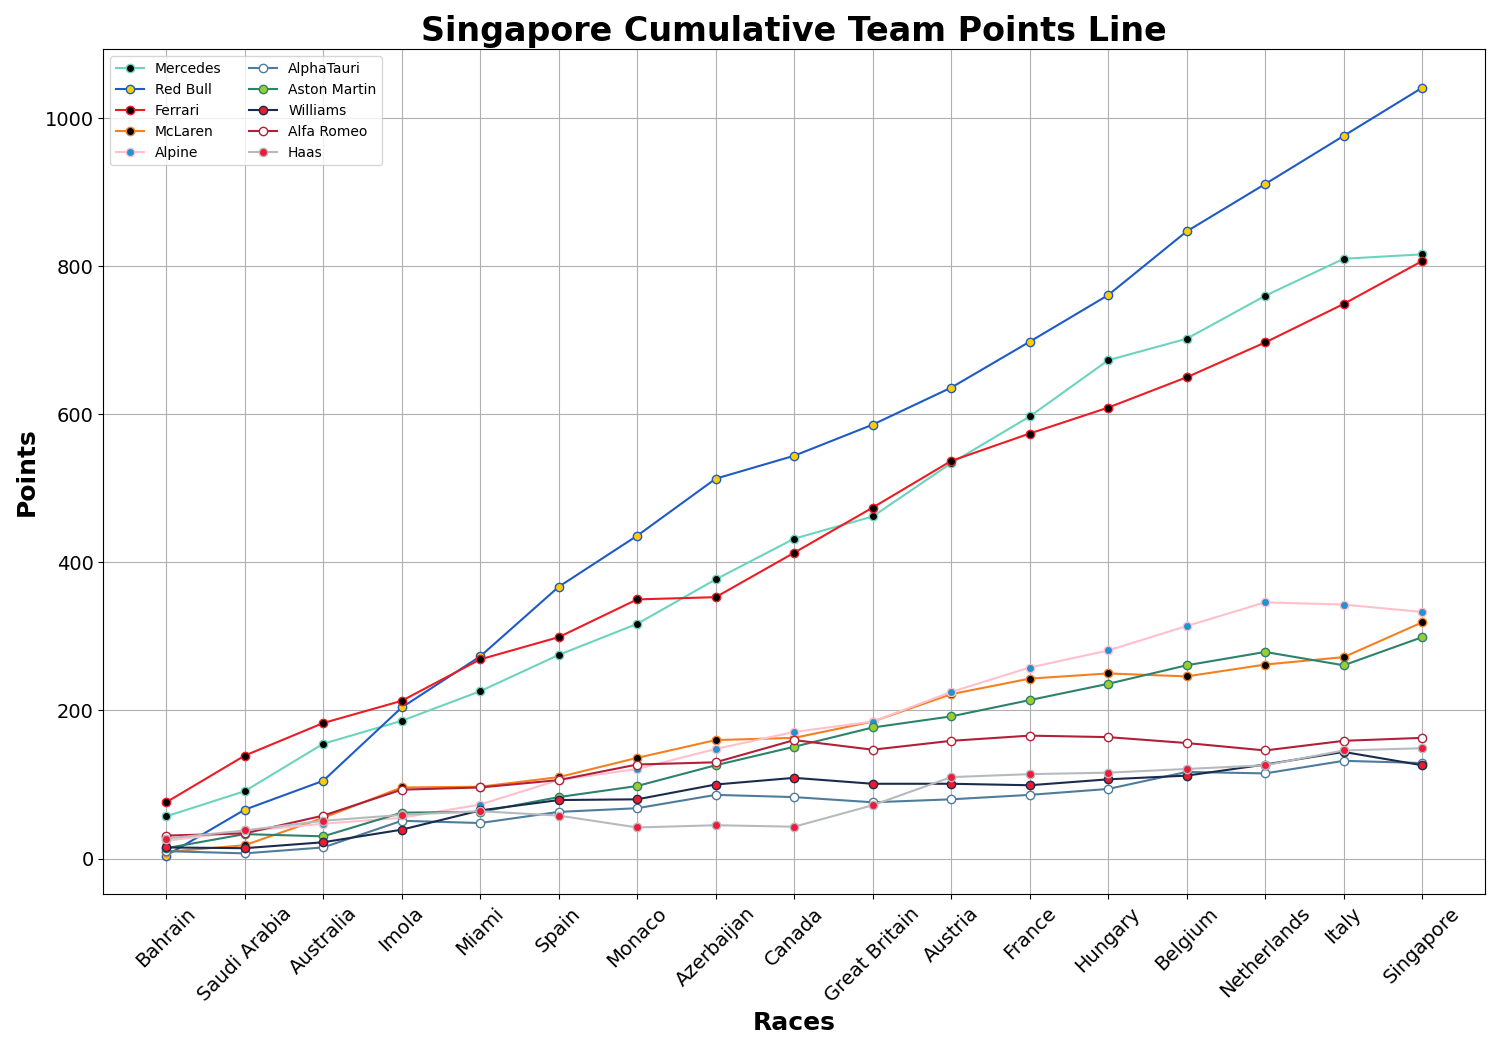 Singapore Cumulative Team Points Line
Mercedes
Red Bull
Ferrari
McLaren
Alpine
AlphaTauri
Aston Martin
Williams
Alfa Romeo
Haas
Points
1000
800
600
400
200
0
Bahrain
Saudi Arabia
Australia
Imola
Miami
Spain
Monaco
Azerbaijan
Canada
Great Britain
Austria
France
Hungary
Belgium
Netherlands
Italy
Singapore
Races